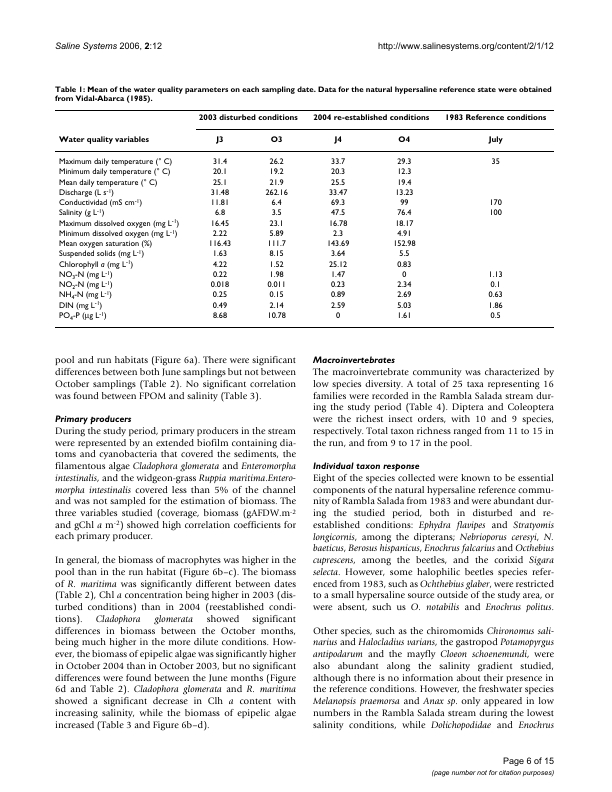 Saline Systems 2006, 2:12
http://www.salinesystems.org/content/2/1/12
Table 1: Mean of the water quality parameters on each sampling date. Data for the natural hypersaline reference state were obtained
from Vidal-Abarca (1985).
2003 disturbed conditions 2004 re-established conditions 1983 Reference conditions
Water quality variables J3 O3 J4 O4 July
Maximum daily temperature (° C) 31.4 26.2 33.7 29.3 35
Minimum daily temperature (° C) 20.1 19.2 20.3 12.3
Mean daily temperature (° C) 25.1 21.9 25.5 19.4
Discharge (L s-1) 31.48 262.16 33.47 13.23
Conductividad (mS cm-1) 11.81 6.4 69.3 99 170
Salinity (g L-1) 6.8 3.5 47.5 76.4 100
Maximum dissolved oxygen (mg L-1) 16.45 23.1 16.78 18.17
Minimum dissolved oxygen (mg L-1) 2.22 5.89 2.3 4.91
Mean oxygen saturation (%) 116.43 111.7 143.69 152.98
Suspended solids (mg L-1) 1.63 8.15 3.64 5.5
Chlorophyll a (mg L-1) 4.22 1.52 25.12 0.83
NO3-N (mg L-1) 0.22 1.98 1.47 0 1.13
NO2-N (mg L-1) 0.018 0.011 0.23 2.34 0.1
NH4-N (mg L-1) 0.25 0.15 0.89 2.69 0.63
DIN (mg L-1) 0.49 2.14 2.59 5.03 1.86
PO4-P (μg L-1) 8.68 10.78 0 1.61 0.5
pool and run habitats (Figure 6a). There were significant
differences between both June samplings but not between
October samplings (Table 2). No significant correlation
was found between FPOM and salinity (Table 3).
Primary producers
During the study period, primary producers in the stream
were represented by an extended biofilm containing dia-
toms and cyanobacteria that covered the sediments, the
filamentous algae Cladophora glomerata and Enteromorpha
intestinalis, and the widgeon-grass Ruppia maritima.Entero-
morpha intestinalis covered less than 5% of the channel
and was not sampled for the estimation of biomass. The
three variables studied (coverage, biomass (gAFDW.m-2
and gChl a m-2) showed high correlation coefficients for
each primary producer.
In general, the biomass of macrophytes was higher in the
pool than in the run habitat (Figure 6b–c). The biomass
of R. maritima was significantly different between dates
(Table 2), Chl a concentration being higher in 2003 (dis-
turbed conditions) than in 2004 (reestablished condi-
tions). Cladophora glomerata showed significant
differences in biomass between the October months,
being much higher in the more dilute conditions. How-
ever, the biomass of epipelic algae was significantly higher
in October 2004 than in October 2003, but no significant
differences were found between the June months (Figure
6d and Table 2). Cladophora glomerata and R. maritima
showed a significant decrease in Clh a content with
increasing salinity, while the biomass of epipelic algae
increased (Table 3 and Figure 6b–d).
Macroinvertebrates
The macroinvertebrate community was characterized by
low species diversity. A total of 25 taxa representing 16
families were recorded in the Rambla Salada stream dur-
ing the study period (Table 4). Diptera and Coleoptera
were the richest insect orders, with 10 and 9 species,
respectively. Total taxon richness ranged from 11 to 15 in
the run, and from 9 to 17 in the pool.
Individual taxon response
Eight of the species collected were known to be essential
components of the natural hypersaline reference commu-
nity of Rambla Salada from 1983 and were abundant dur-
ing the studied period, both in disturbed and re-
established conditions: Ephydra flavipes and Stratyomis
longicornis, among the dipterans; Nebrioporus ceresyi, N.
baeticus, Berosus hispanicus, Enochrus falcarius and Octhebius
cuprescens, among the beetles, and the corixid Sigara
selecta. However, some halophilic beetles species refer-
enced from 1983, such as Ochthebius glaber, were restricted
to a small hypersaline source outside of the study area, or
were absent, such us O. notabilis and Enochrus politus.
Other species, such as the chiromomids Chironomus sali-
narius and Halocladius varians, the gastropod Potamopyrgus
antipodarum and the mayfly Cloeon schoenemundi, were
also abundant along the salinity gradient studied,
although there is no information about their presence in
the reference conditions. However, the freshwater species
Melanopsis praemorsa and Anax sp. only appeared in low
numbers in the Rambla Salada stream during the lowest
salinity conditions, while Dolichopodidae and Enochrus
Page 6 of 15
(page number not for citation purposes)